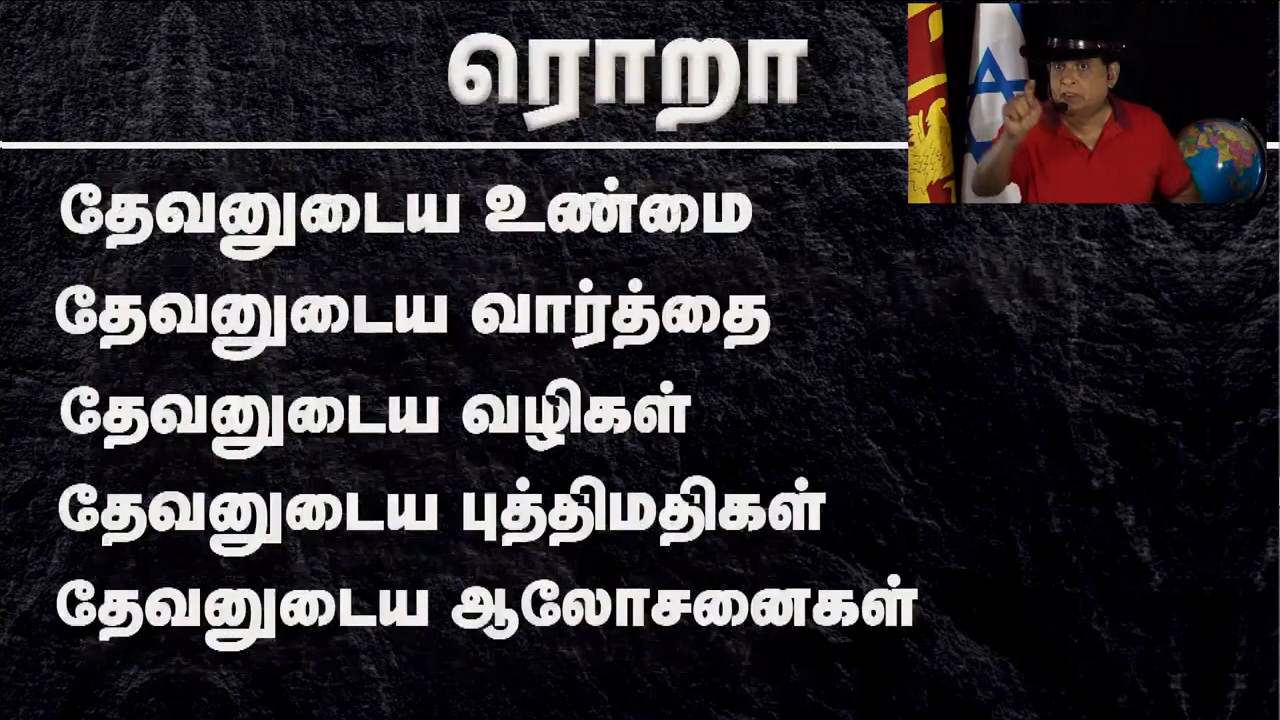 ரொறா
தேவனுடைய உண்மை
தேவனுடைய வார்த்தை
தேவனுடைய வழிகள்
தேவனுடைய புத்திமதிகள்
தேவனுடைய ஆலோசனைகள்